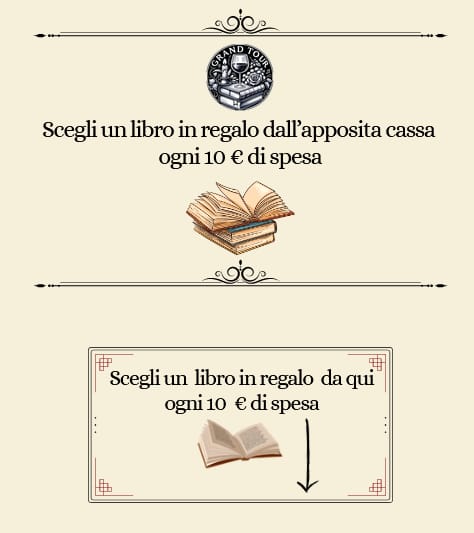 GRAND TOUR
Scegli un libro in regalo dall'apposita cassa
ogni 10 € di spesa
Scegli un libro in regalo da qui
ogni 10 € di spesa